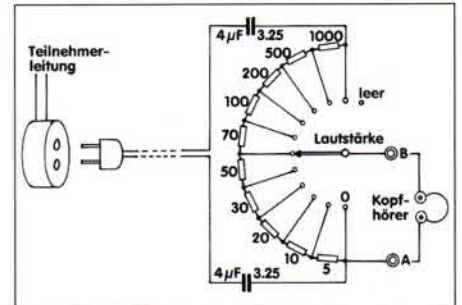 4µF 3.25
1000
500
200
100
70
50
30
20
10
5
0
leer
Teilnehmer-
leitung
Lautstärke
B
Kopf-
hörer
A
4µF 3.25